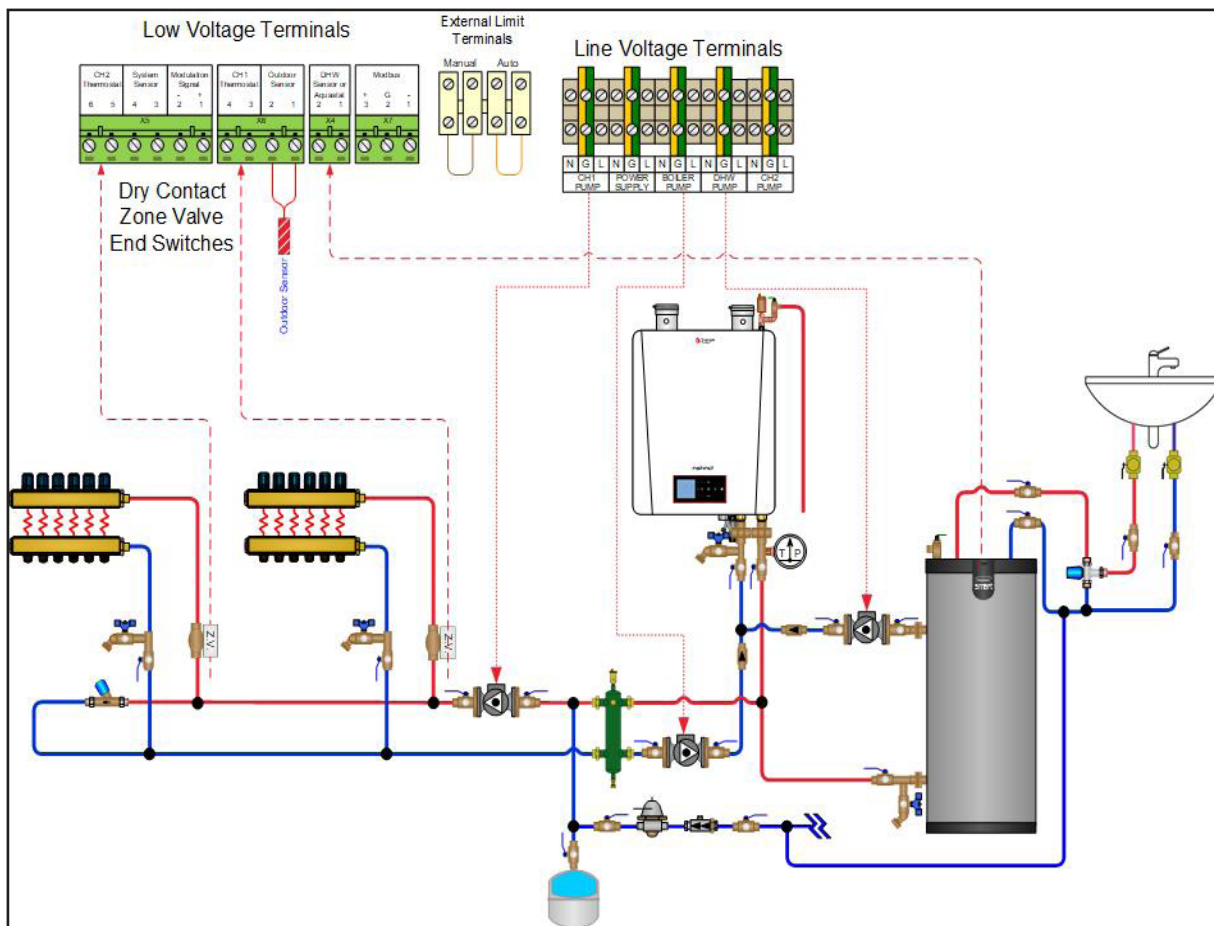 Low Voltage Terminals
External Limit
Terminals
Manual Auto
Line Voltage Terminals
CH2
Thermostat
6 5
System
Sensor
4 3
Modulation
Signal
- +
2 1
X5
CH1
Thermostat
4 3
Outdoor
Sensor
2 1
X6
DHW
Sensor or
Aquastat
2 1
X4
Modbus
+ G -
3 2 1
X7
N G L N G L N G L N G L N G L
CH1
PUMP
POWER
SUPPLY
BOILER
PUMP
DHW
PUMP
CH2
PUMP
Dry Contact
Zone Valve
End Switches
Outdoor Sensor
Z.V.
Z.V.
T P
SMART